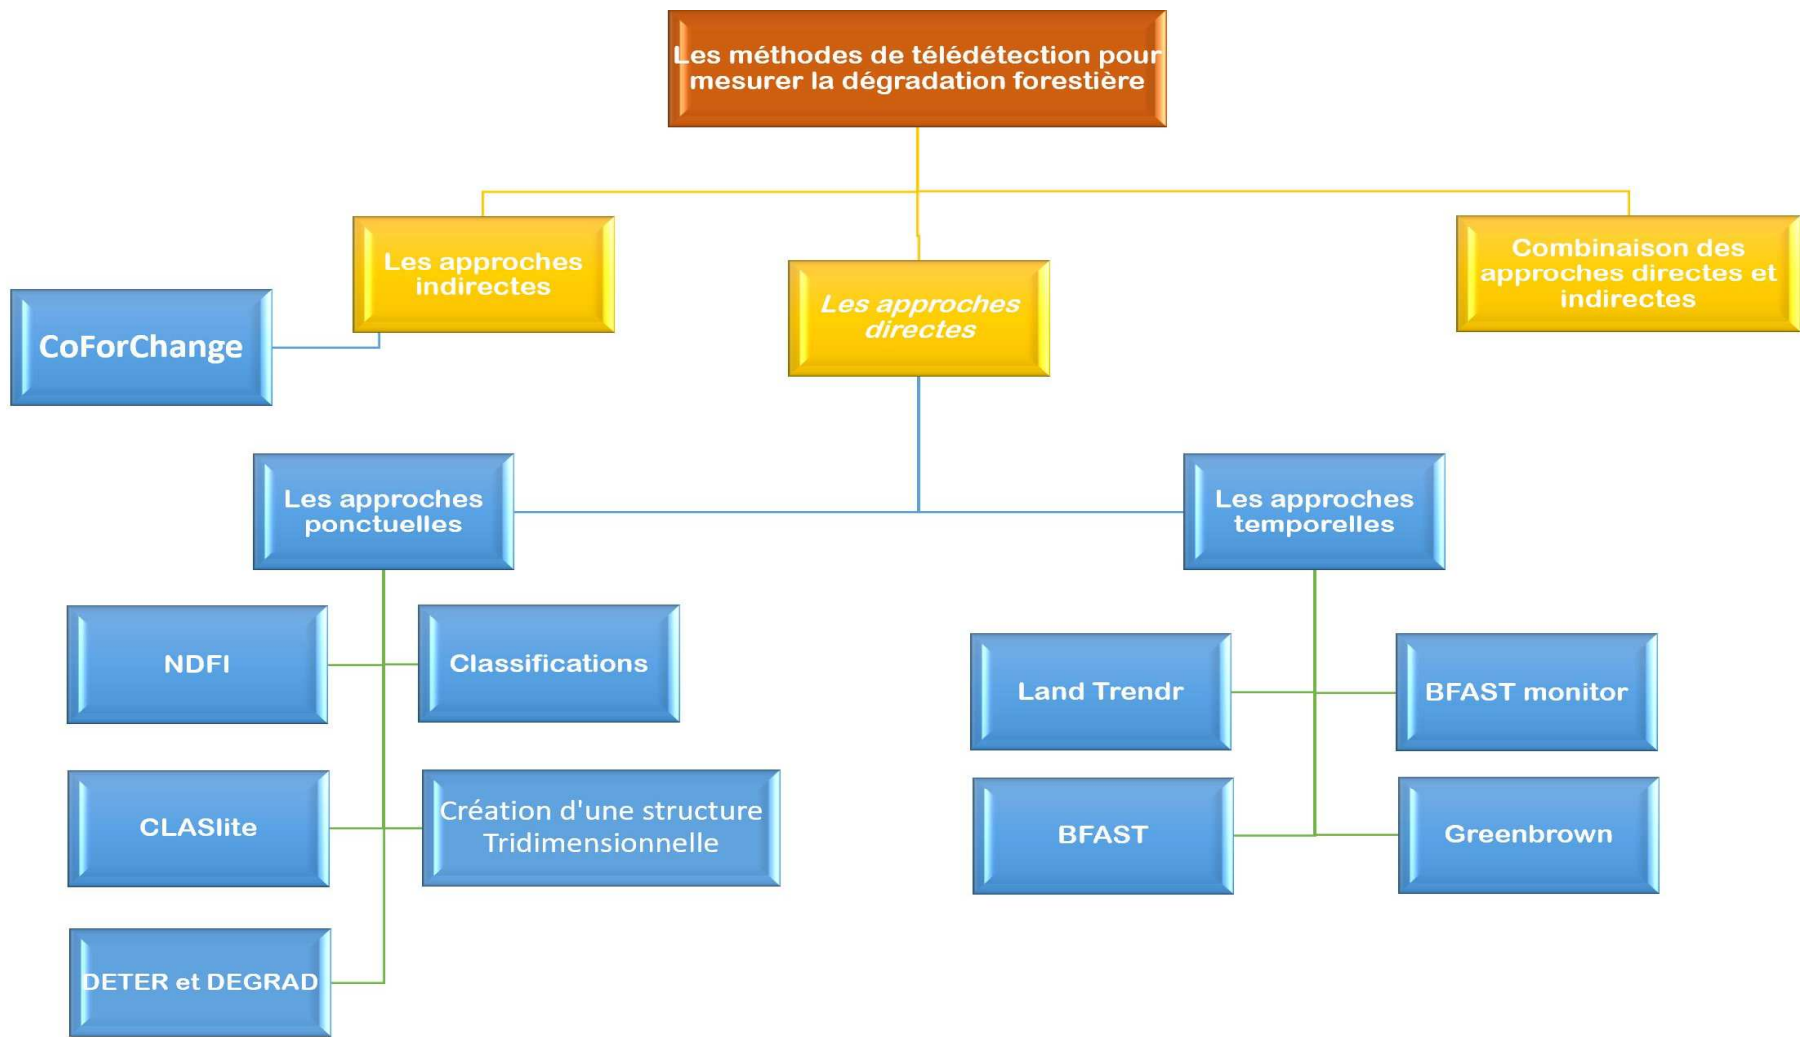 Les méthodes de télédétection pour
mesurer la dégradation forestière
Les approches
indirectes
Les approches
directes
Combinaison des
approches directes et
indirectes
CoForChange
Les approches
ponctuelles
Les approches
temporelles
NDFI
Classifications
Land Trendr
BFAST monitor
CLASlite
Création d'une structure
Tridimensionnelle
BFAST
Greenbrown
DETER et DEGRAD